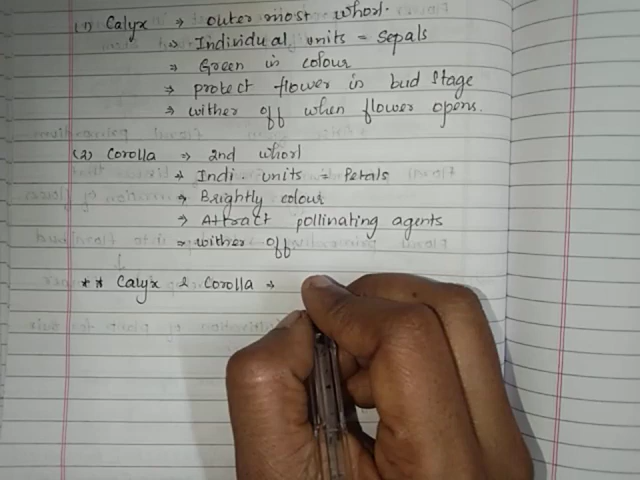 (1) Calyx ⇒ outer most whorl.
⇒ Individual units = Sepals
⇒ Green in colour
⇒ protect flower in bud stage
⇒ wither off when flower opens.
(2) Corolla ⇒ 2nd whorl
⇒ Indi. units = Petals
⇒ Brightly colour
⇒ Attract pollinating agents
⇒ wither off
** Calyx & Corolla ⇒